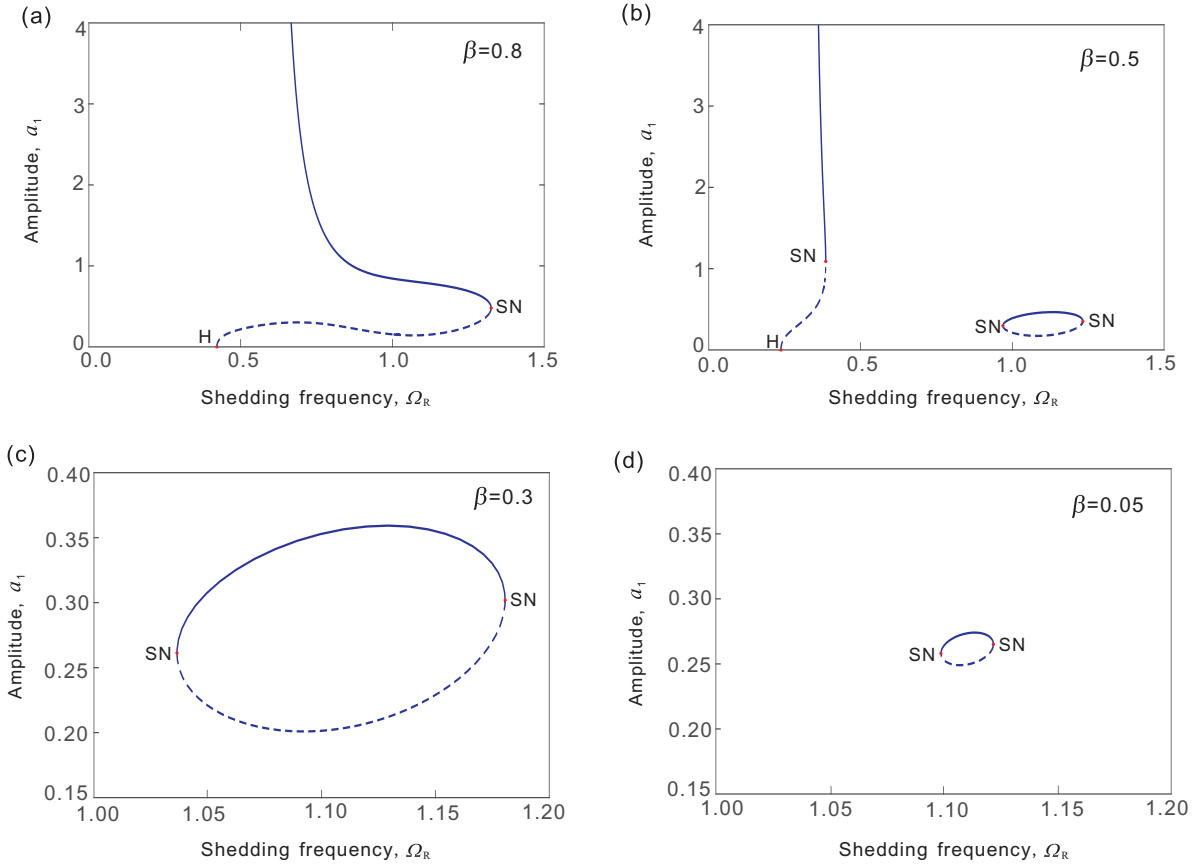 (a)
β=0.8
4
3
2
1
0
H
SN
0.0
0.5
1.0
1.5
Amplitude, a₁
Shedding frequency, Ω_R
(b)
β=0.5
4
3
2
1
0
SN
H
SN
SN
0.0
0.5
1.0
1.5
Amplitude, a₁
Shedding frequency, Ω_R
(c)
β=0.3
0.40
0.35
0.30
0.25
0.20
0.15
SN
SN
1.00
1.05
1.10
1.15
1.20
Amplitude, a₁
Shedding frequency, Ω_R
(d)
β=0.05
0.40
0.35
0.30
0.25
0.20
0.15
SN
SN
1.00
1.05
1.10
1.15
1.20
Amplitude, a₁
Shedding frequency, Ω_R